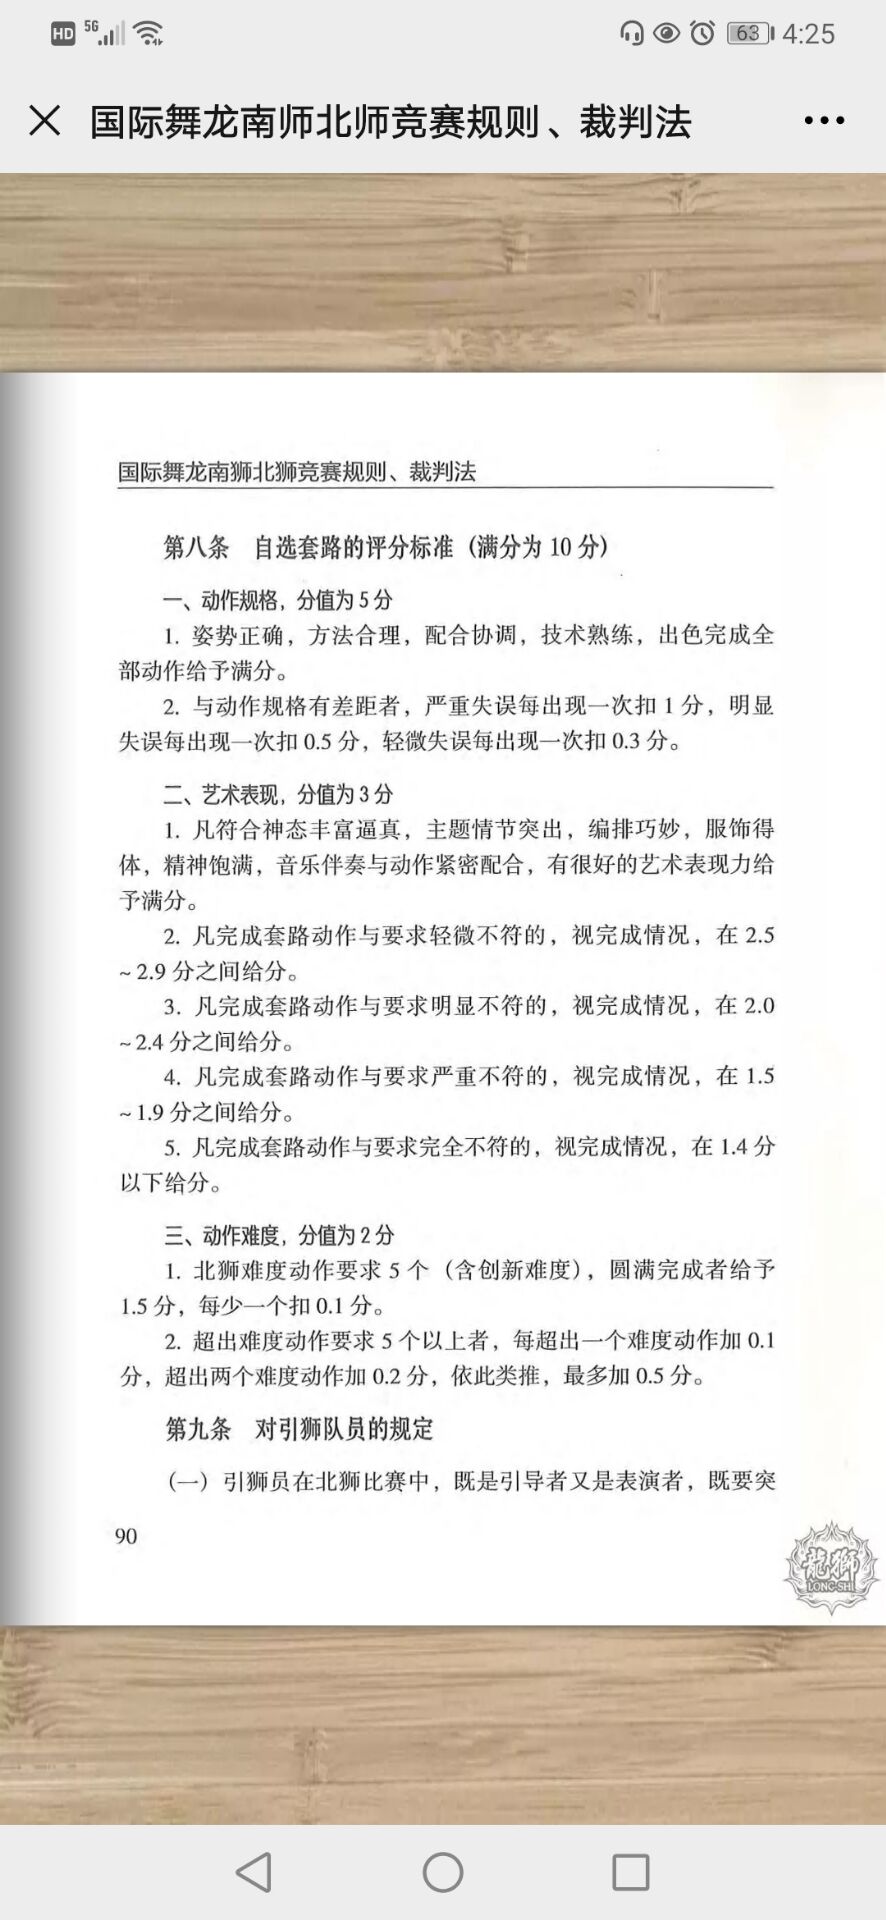 HD 5G 63 4:25
国际舞龙南师北师竞赛规则、裁判法
国际舞龙南狮北狮竞赛规则、裁判法
第八条 自选套路的评分标准（满分为 10 分）
一、动作规格，分值为 5 分
1. 姿势正确，方法合理，配合协调，技术熟练，出色完成全
部动作给予满分。
2. 与动作规格有差距者，严重失误每出现一次扣 1 分，明显
失误每出现一次扣 0.5 分，轻微失误每出现一次扣 0.3 分。
二、艺术表现，分值为 3 分
1. 凡符合神态丰富逼真，主题情节突出，编排巧妙，服饰得
体，精神饱满，音乐伴奏与动作紧密配合，有很好的艺术表现力给
予满分。
2. 凡完成套路动作与要求轻微不符的，视完成情况，在 2.5
~ 2.9 分之间给分。
3. 凡完成套路动作与要求明显不符的，视完成情况，在 2.0
~ 2.4 分之间给分。
4. 凡完成套路动作与要求严重不符的，视完成情况，在 1.5
~ 1.9 分之间给分。
5. 凡完成套路动作与要求完全不符的，视完成情况，在 1.4 分
以下给分。
三、动作难度，分值为 2 分
1. 北狮难度动作要求 5 个（含创新难度），圆满完成者给予
1.5 分，每少一个扣 0.1 分。
2. 超出难度动作要求 5 个以上者，每超出一个难度动作加 0.1
分，超出两个难度动作加 0.2 分，依此类推，最多加 0.5 分。
第九条 对引狮队员的规定
（一）引狮员在北狮比赛中，既是引导者又是表演者，既要突
90
龍獅
LONG·SHI